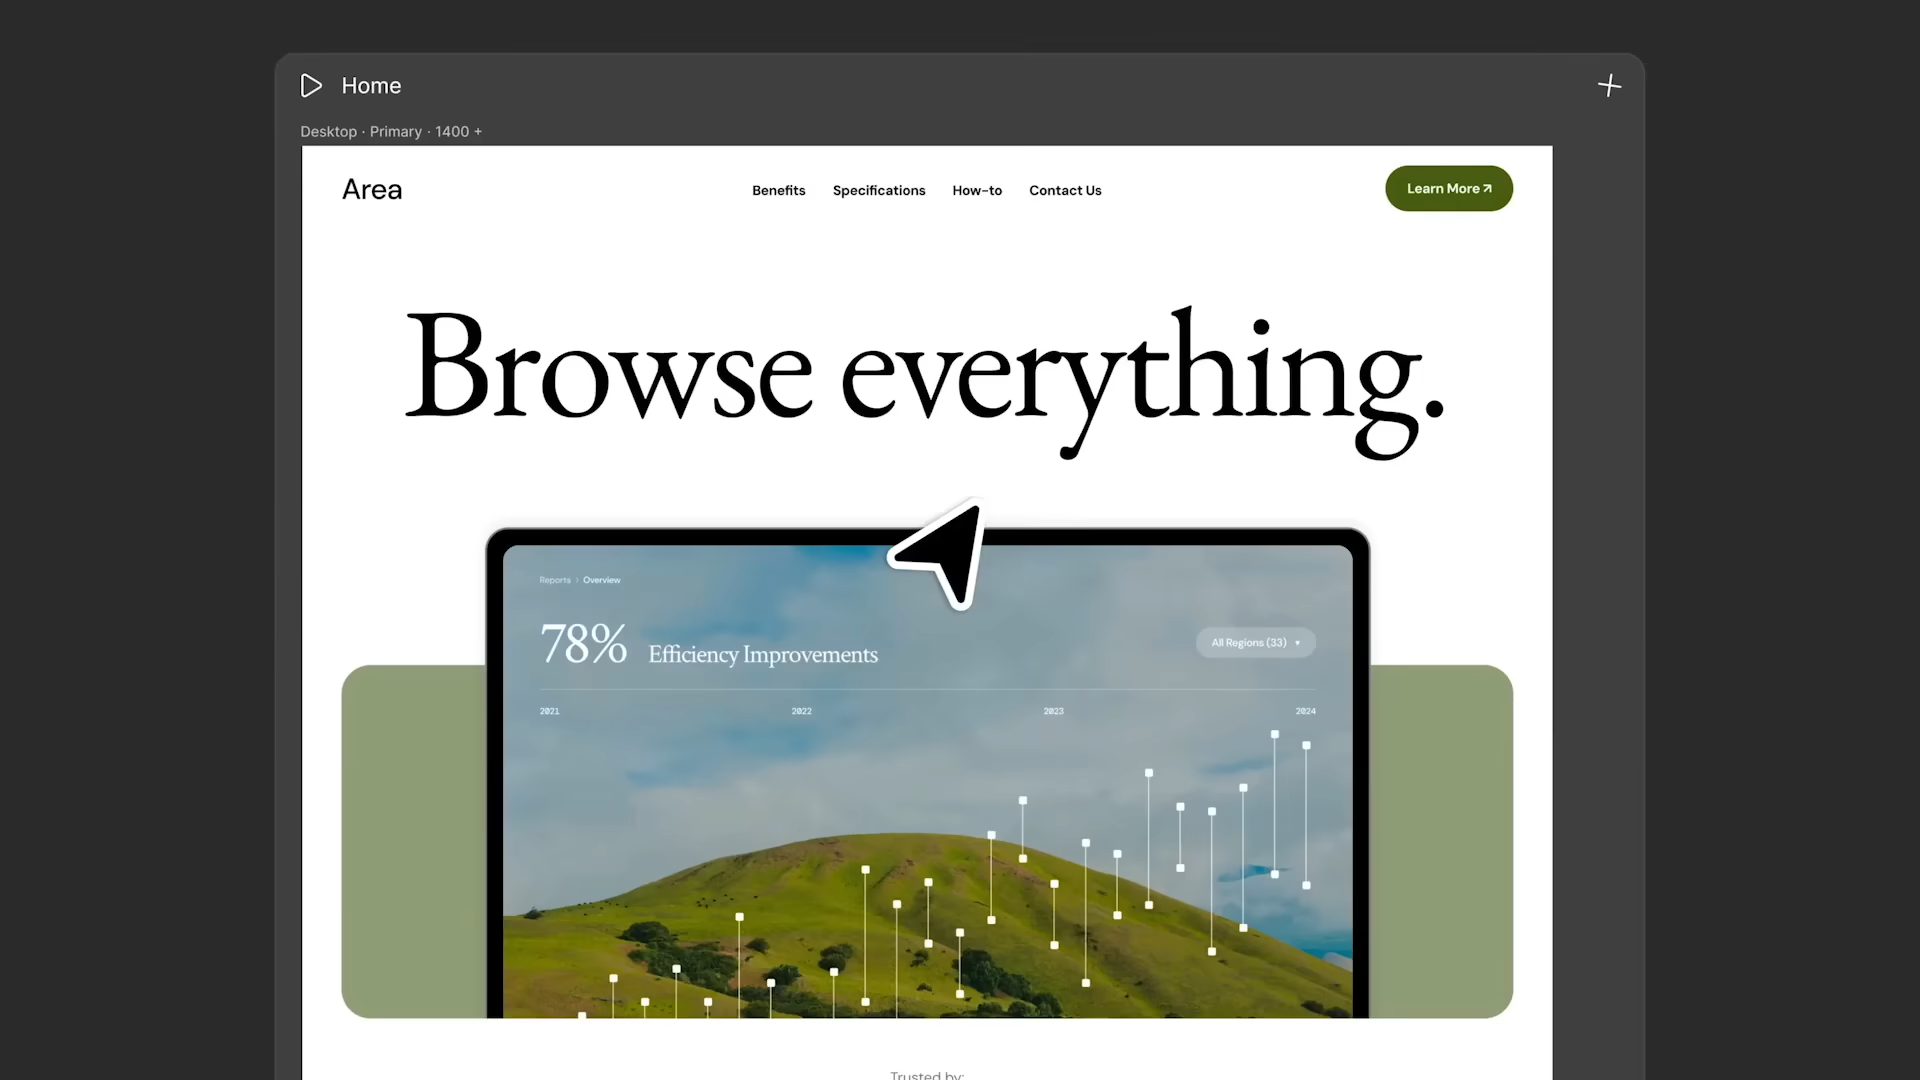 Home
Desktop · Primary · 1400 +
Area
Benefits Specifications How-to Contact Us
Learn More
Browse everything.
Reports › Overview
78% Efficiency Improvements
All Regions (33)
2021 2022 2023 2024
Trusted by: